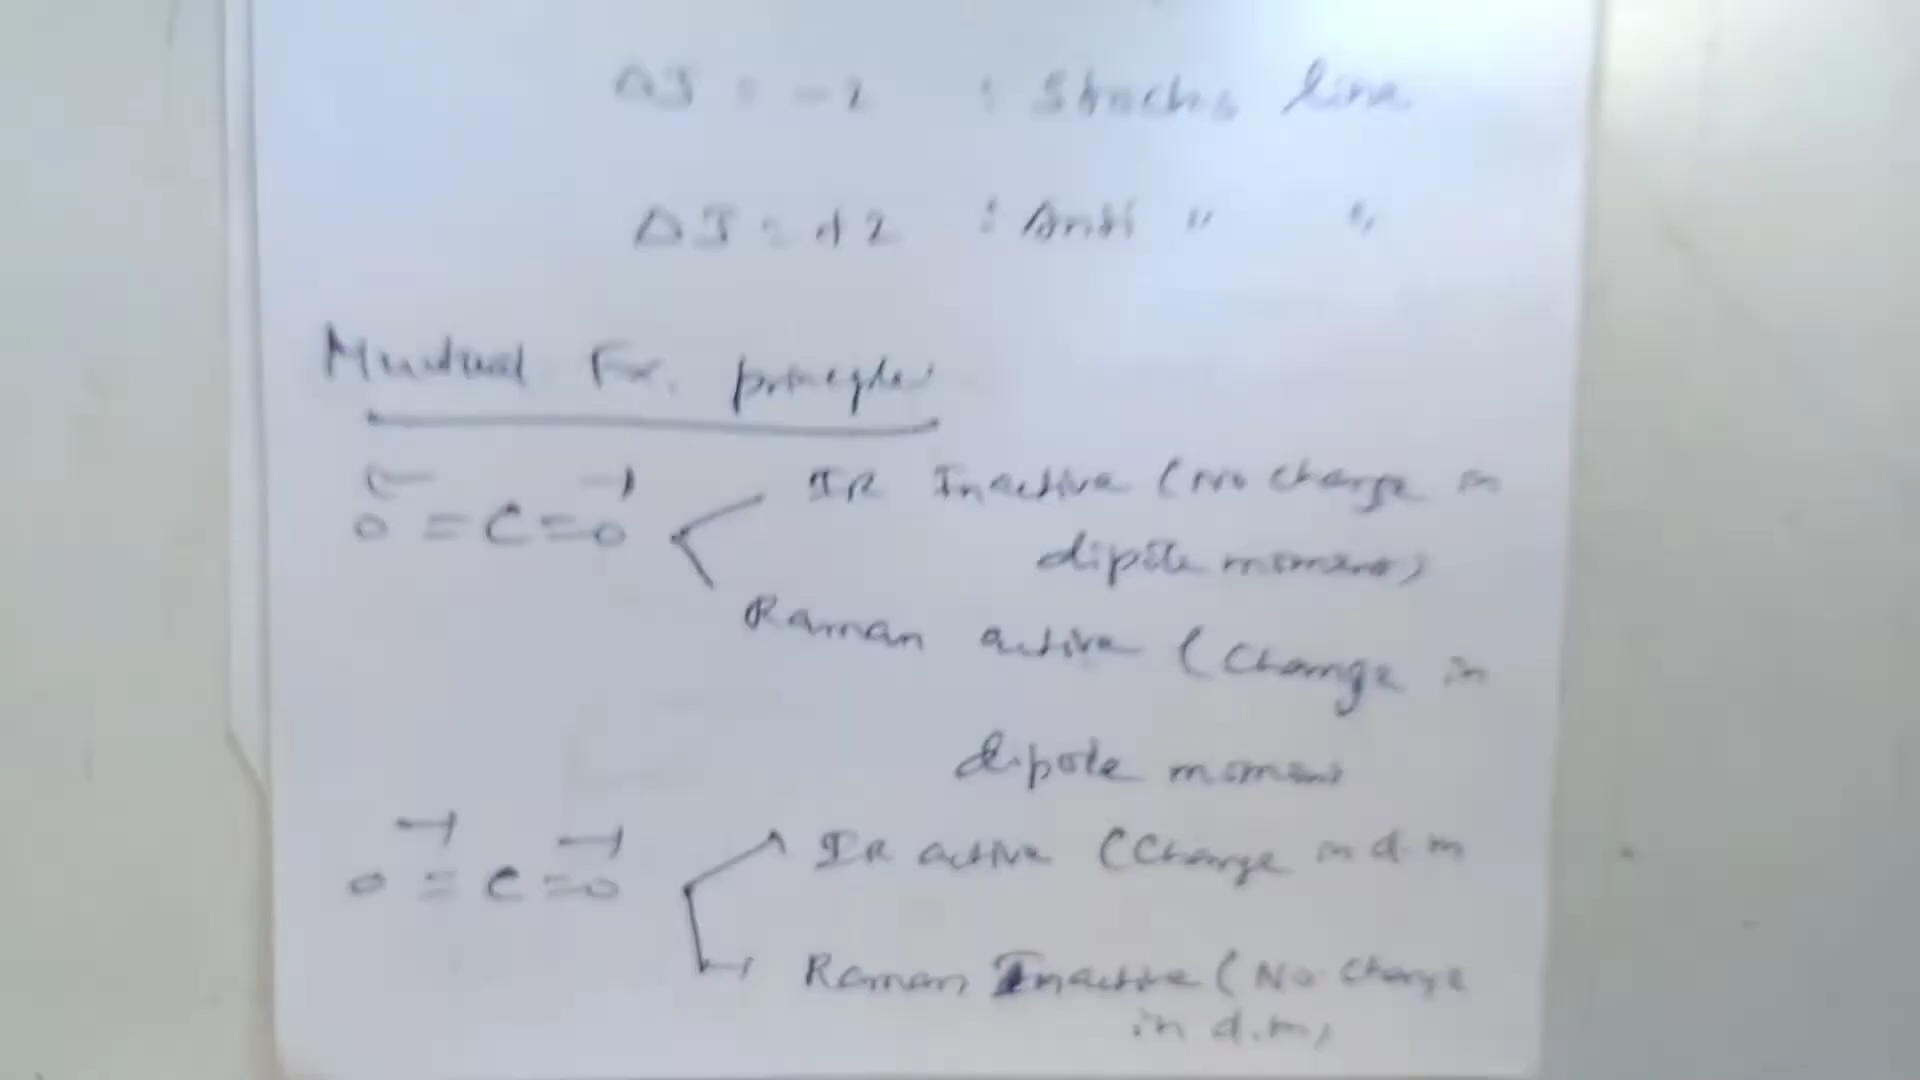 ΔJ = -2 : Stocks line
ΔJ = +2 : Anti " "
Mutual Ex. principle
O = C = O
IR Inactive (No change in
dipole moment)
Raman active (Change in
dipole moment
O = C = O
IR active (Change in d.m
Raman Inactive (No change
in d.m)